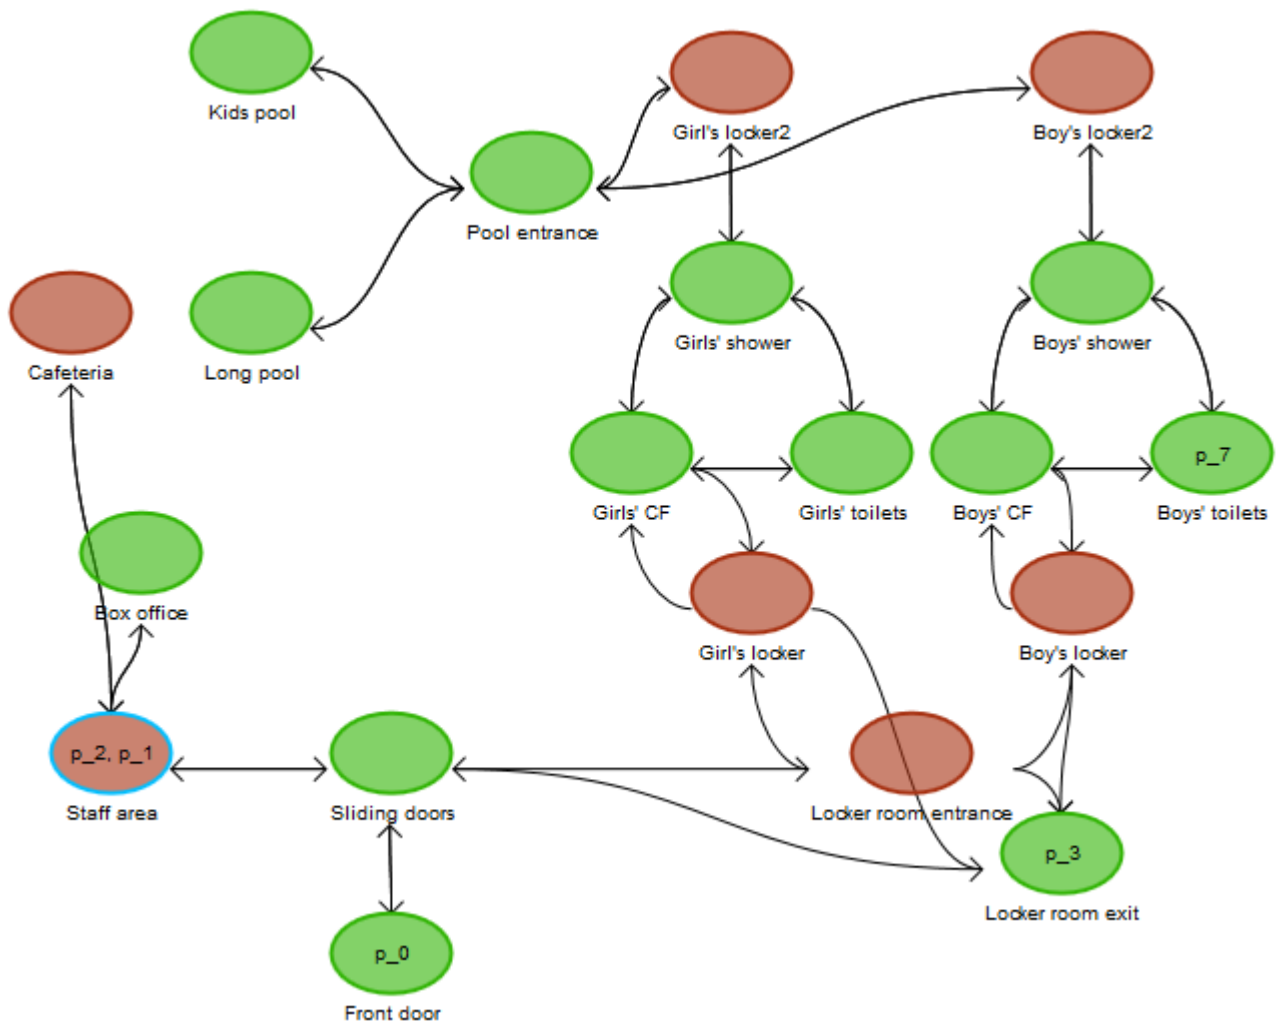 Kids pool
Girl's locker2
Boy's locker2
Pool entrance
Cafeteria
Long pool
Girls' shower
Boys' shower
p_7
Girls' CF
Girls' toilets
Boys' CF
Boys' toilets
Box office
Girl's locker
Boy's locker
p_2, p_1
Staff area
Sliding doors
Locker room entrance
p_3
Locker room exit
p_0
Front door